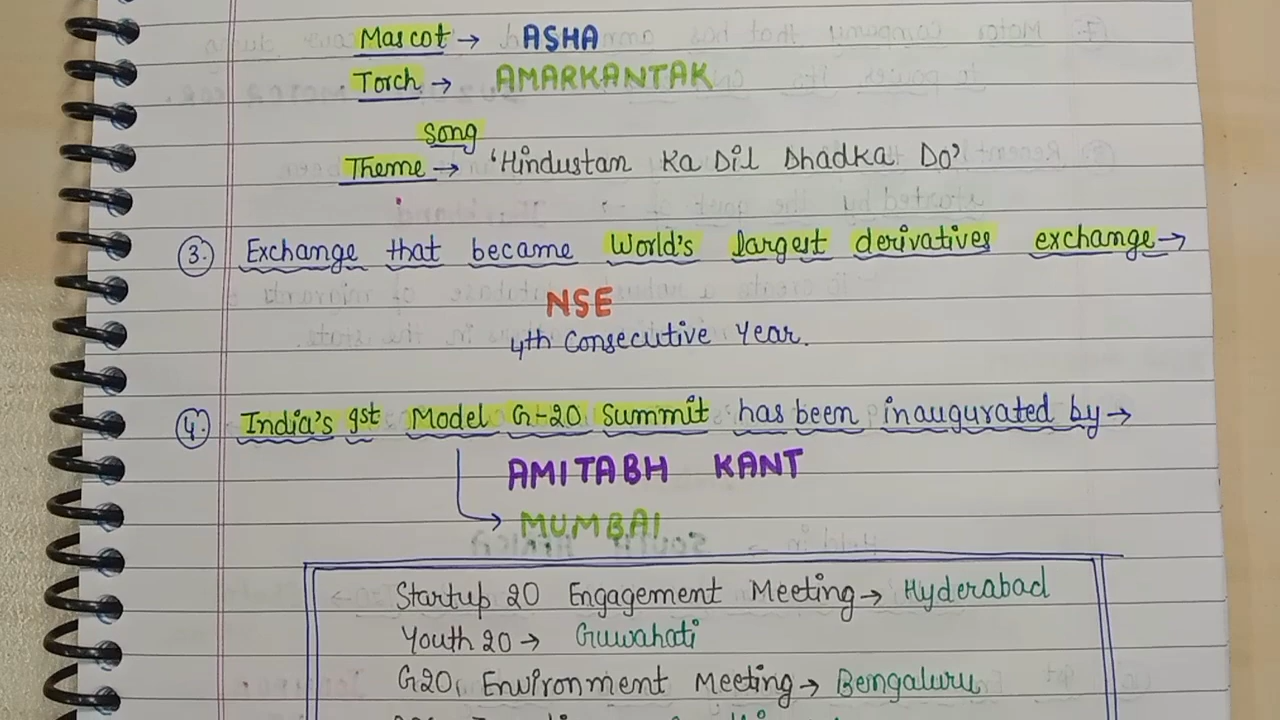 Mascot → ASHA
Torch → AMARKANTAK
Song
Theme → 'Hindustan Ka Dil Dhadka Do'
3. Exchange that became World's largest derivatives exchange →
NSE
4th Consecutive Year.
4. India's 1st Model G-20 Summit has been inaugurated by →
AMITABH KANT
→ MUMBAI
Startup 20 Engagement Meeting → Hyderabad
Youth 20 → Guwahati
G20 Environment Meeting → Bengaluru